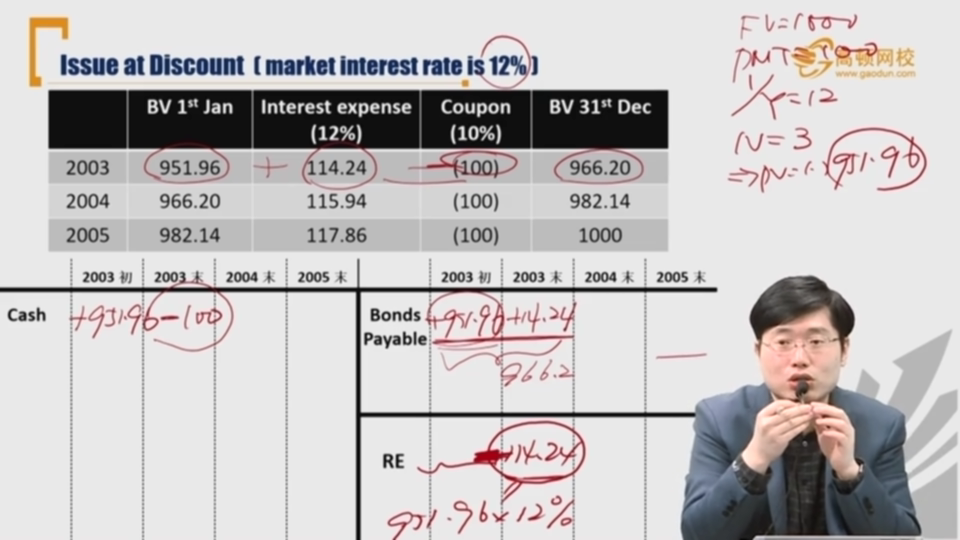 Issue at Discount ( market interest rate is 12% )
FV=1000
PMT=100
高顿网校
www.gaodun.com
I/Y=12
N=3
⇒PV=951.96
BV 1st Jan Interest expense (12%) Coupon (10%) BV 31st Dec
2003 951.96 + 114.24 - (100) 966.20
2004 966.20 115.94 (100) 982.14
2005 982.14 117.86 (100) 1000
2003 初 2003 末 2004 末 2005 末 2003 初 2003 末 2004 末 2005 末
Cash +951.96 -100 Bonds Payable +951.96 +14.24
966.2
RE
14.24
951.96×12%